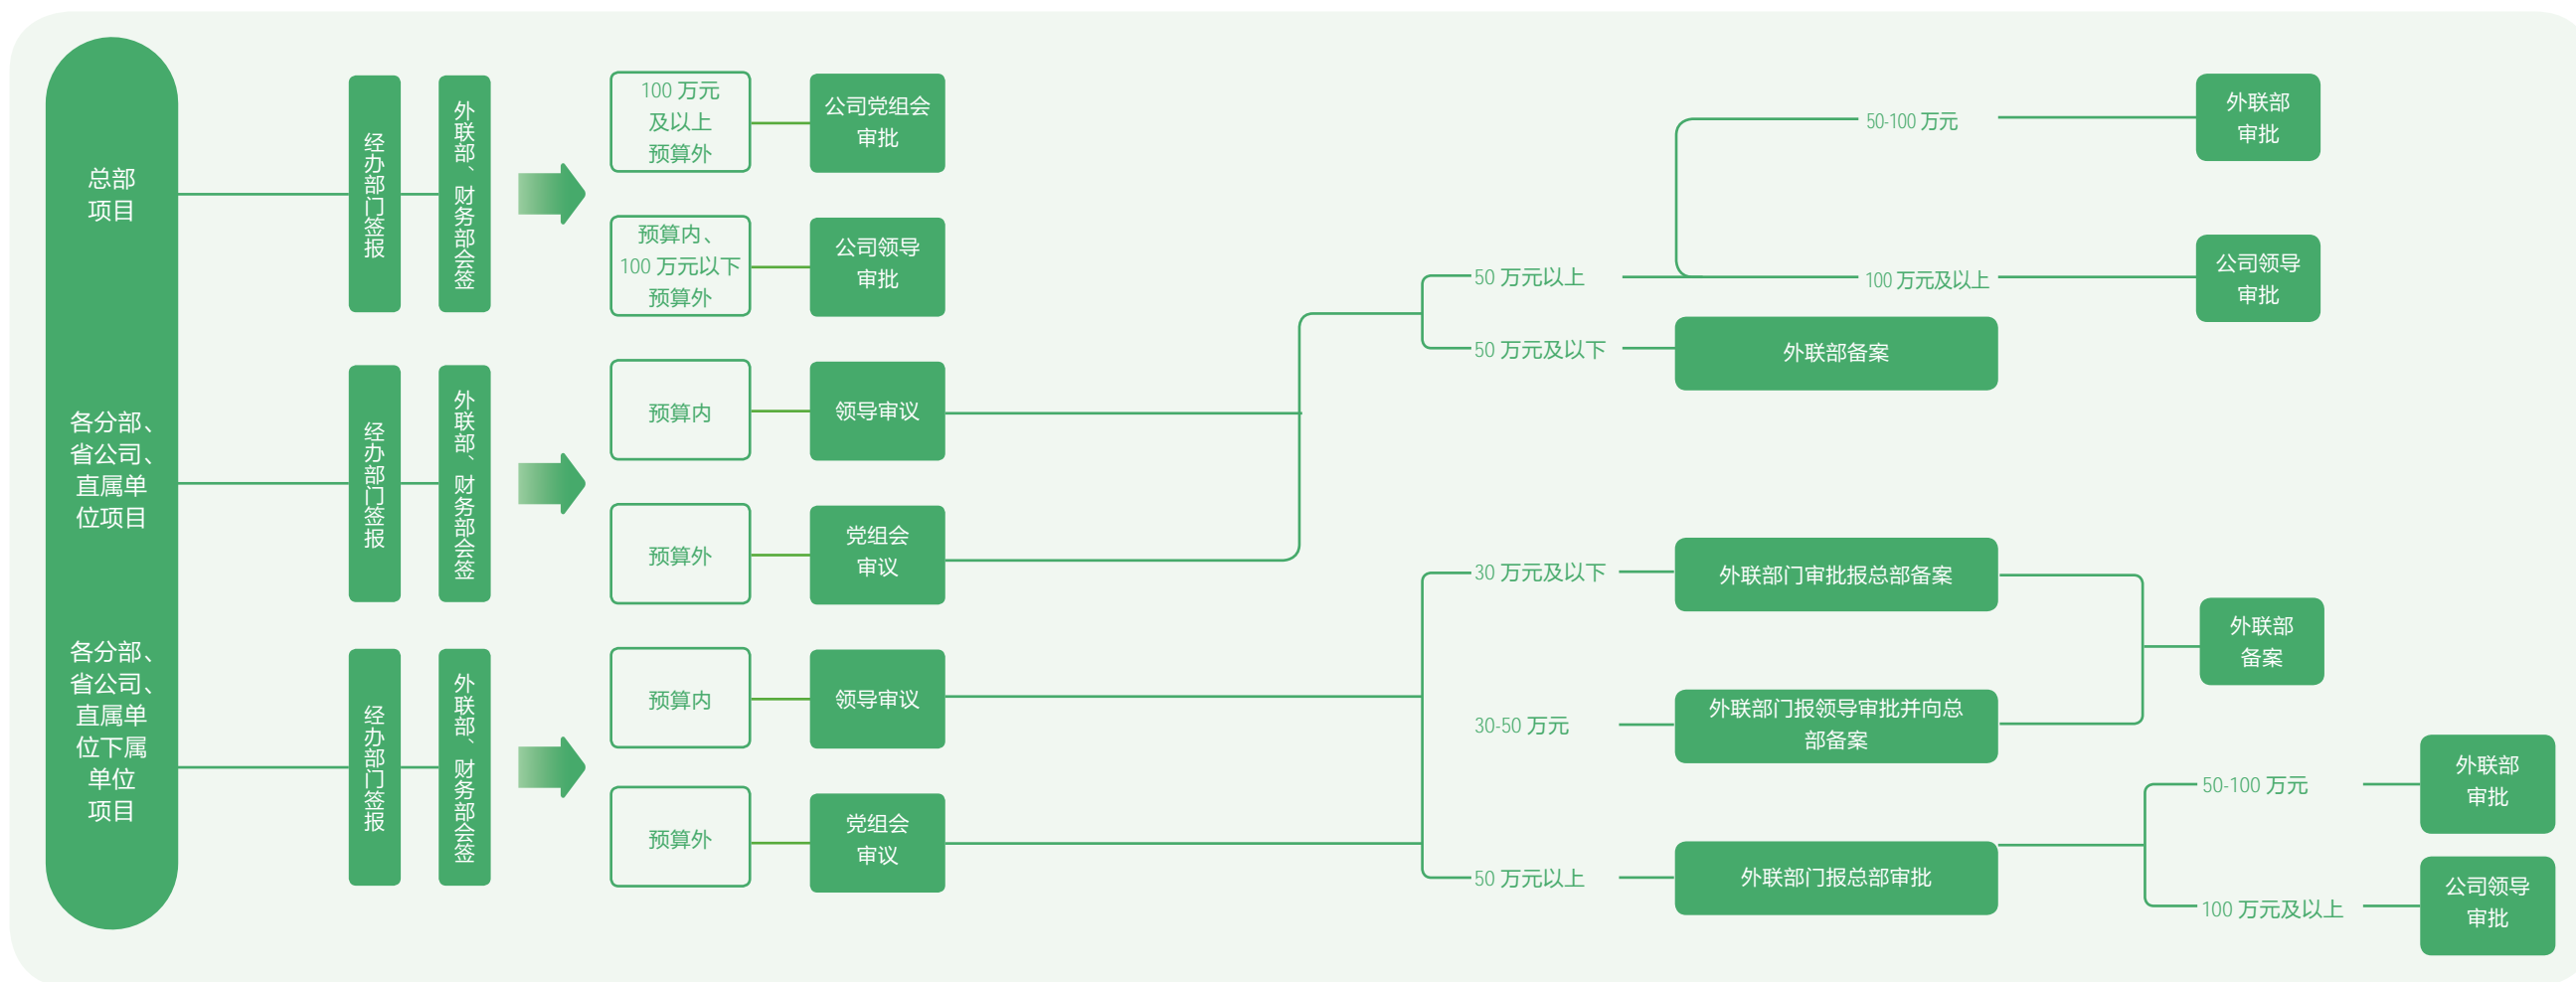 总部
项目
经办部门签报
外联部、财务部会签
100 万元
及以上
预算外
公司党组会
审批
预算内、
100 万元以下
预算外
公司领导
审批
各分部、
省公司、
直属单
位项目
经办部门签报
外联部、财务部会签
预算内
领导审议
预算外
党组会
审议
50 万元以上
50-100 万元
外联部
审批
100 万元及以上
公司领导
审批
50 万元及以下
外联部备案
各分部、
省公司、
直属单
位下属
单位
项目
经办部门签报
外联部、财务部会签
预算内
领导审议
预算外
党组会
审议
30 万元及以下
外联部门审批报总部备案
30-50 万元
外联部门报领导审批并向总
部备案
外联部
备案
50 万元以上
外联部门报总部审批
50-100 万元
外联部
审批
100 万元及以上
公司领导
审批